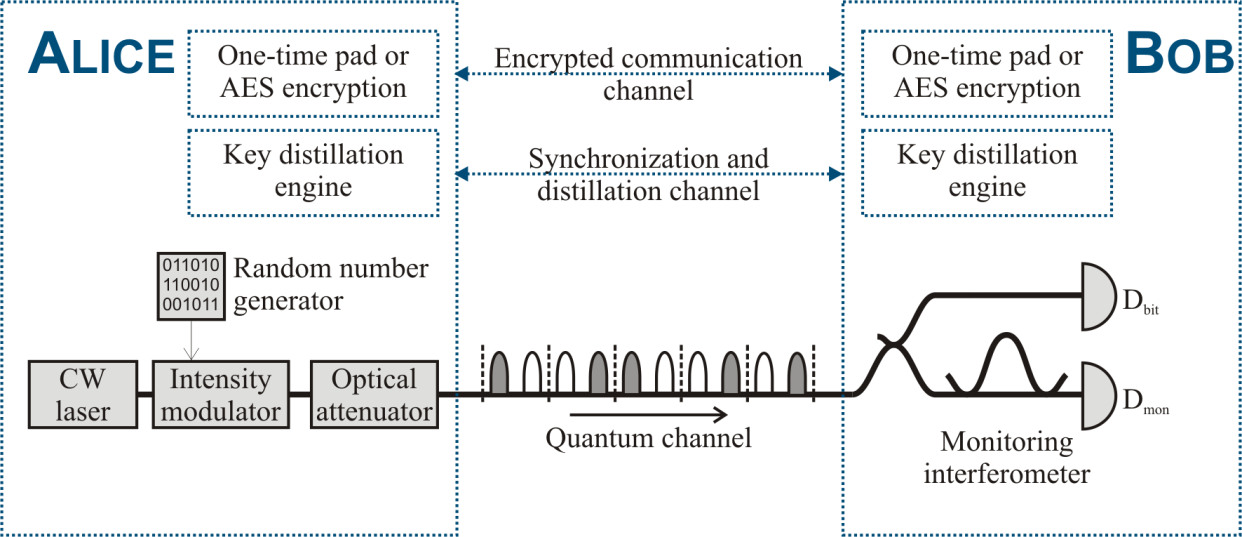 ALICE
One-time pad or
AES encryption
Encrypted communication
channel
One-time pad or
AES encryption
BOB
Key distillation
engine
Synchronization and
distillation channel
Key distillation
engine
011010
110010
001011
Random number
generator
D bit
CW
laser
Intensity
modulator
Optical
attenuator
Quantum channel
D mon
Monitoring
interferometer